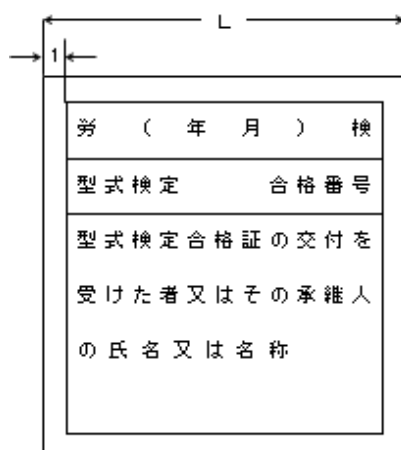 L
1
労(年月)検
型式検定 合格番号
型式検定合格証の交付を
受けた者又はその承継人
の氏名又は名称